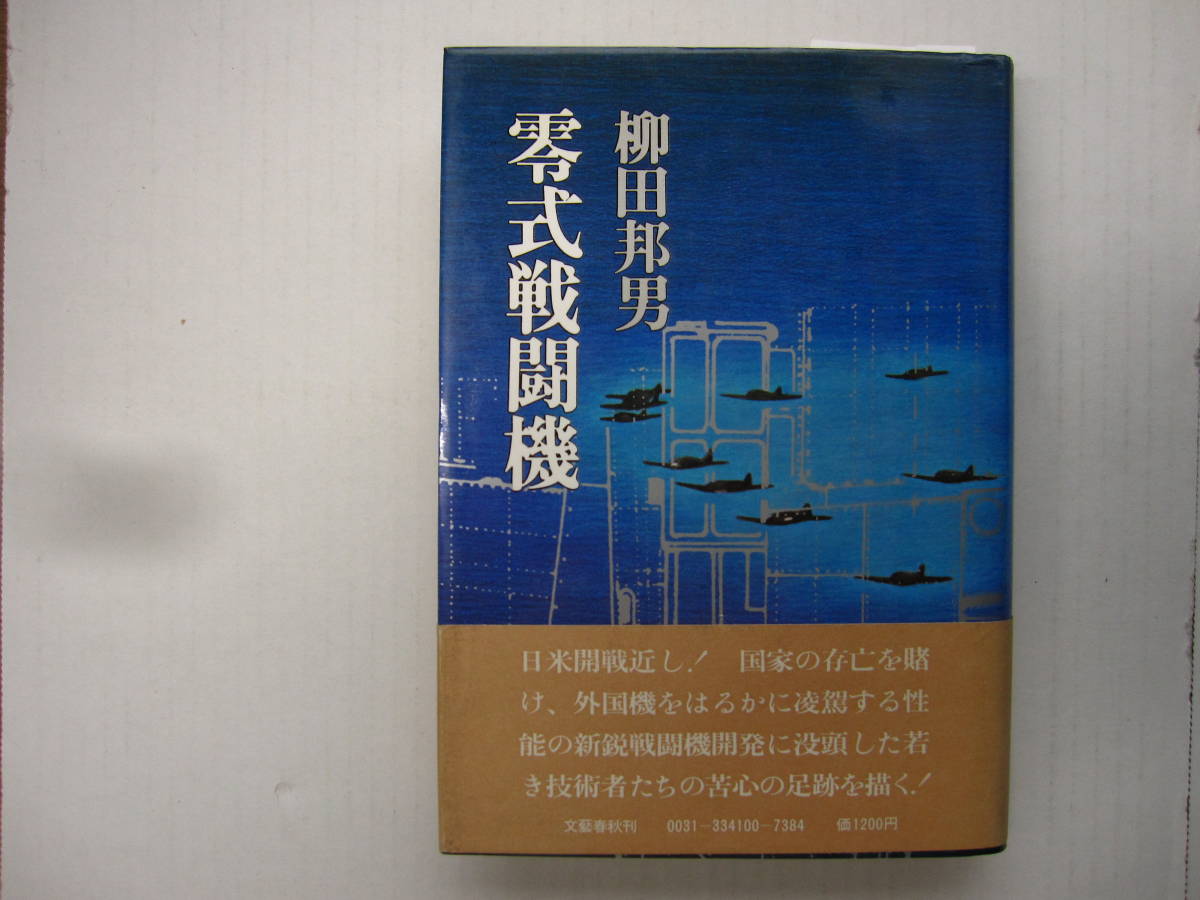 柳田邦男
零式戦闘機
日米開戦近し! 国家の存亡を賭
け、外国機をはるかに凌駕する性
能の新鋭戦闘機開発に没頭した若
き技術者たちの苦心の足跡を描く!
文藝春秋刊 0031-334100-7384 価1200円